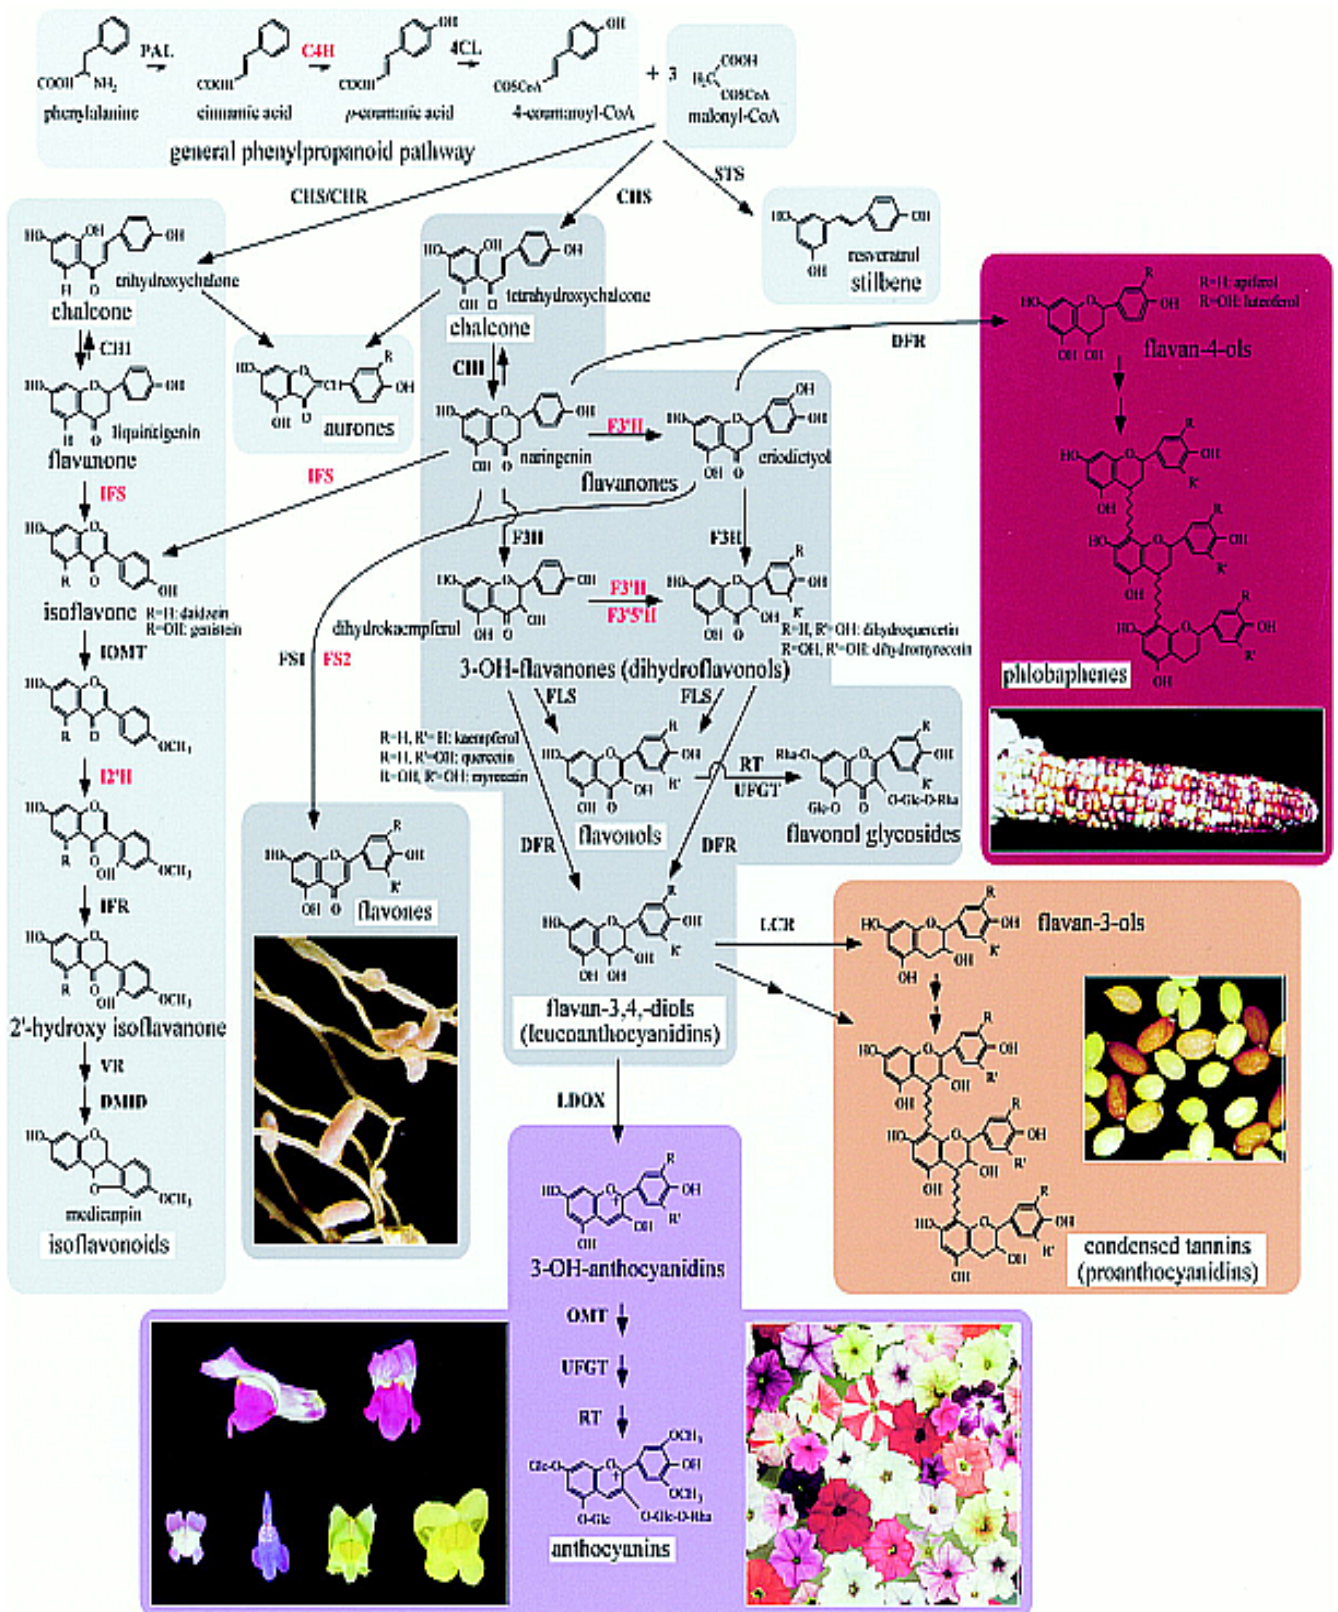 PAL
C4H
4CL
+ 3
phenylalanine
cinnamic acid
p-coumaric acid
4-coumaroyl-CoA
malonyl-CoA
general phenylpropanoid pathway
CHS/CHR
CHS
STS
resveratrol
stilbene
trihydroxychalone
chalcone
tetrahydroxychalcone
chalcone
R=H: apiferol
R=OH: luteoferol
flavan-4-ols
DFR
CHI
CHI
aurones
liquiritigenin
flavanone
naringenin
F3'H
eriodictyol
flavanones
IFS
IFS
F3H
F3H
isoflavone
R=H: daidzein
R=OH: genistein
dihydrokaempferol
F3'H
F3'5'H
R=H, R'=OH: dihydroquercetin
R=OH, R'=OH: dihydromyrecetin
IOMT
FS1
FS2
3-OH-flavanones (dihydroflavonols)
FLS
FLS
phlobaphenes
R=H, R'=H: kaempferol
R=H, R'=OH: quercetin
R=OH, R'=OH: myrecetin
RT
UFGT
flavonols
flavonol glycosides
I2'H
DFR
DFR
flavones
IFR
LCR
flavan-3-ols
2'-hydroxy isoflavanone
flavan-3,4,-diols
(leucoanthocyanidins)
VR
DMID
LDOX
medicarpin
isoflavonoids
condensed tannins
(proanthocyanidins)
3-OH-anthocyanidins
OMT
UFGT
RT
anthocyanins